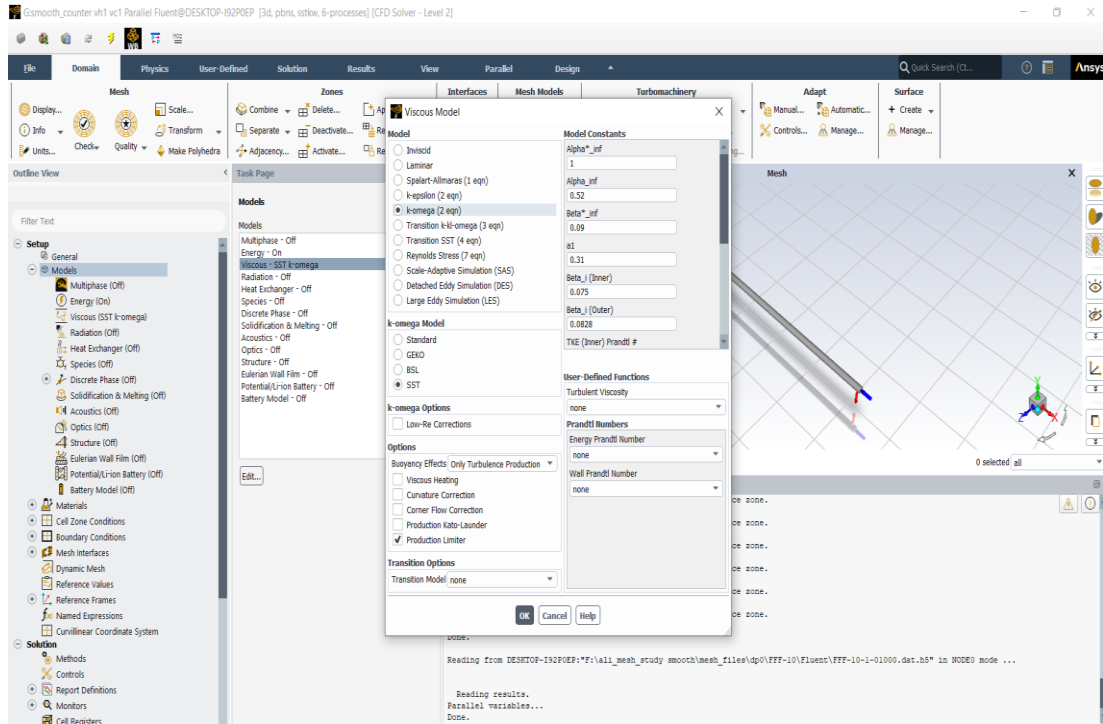 G:smooth_counter vh1 vc1 Parallel Fluent@DESKTOP-I92P0EP [3d, pbns, sstkw, 6-processes] [CFD Solver - Level 2]
WB
File Domain Physics User-Defined Solution Results View Parallel Design Quick Search (Ct... Ansys
Mesh
Display...
Info
Units...
Check
Quality
Scale...
Transform
Make Polyhedra
Zones
Combine
Delete...
Separate
Deactivate...
Adjacency...
Activate...
Interfaces
Mesh Models
Turbomachinery
Adapt
Manual...
Automatic...
Controls...
Manage...
Surface
+ Create
Manage...
Outline View
Filter Text
Setup
General
Models
Multiphase (Off)
Energy (On)
Viscous (SST k-omega)
Radiation (Off)
Heat Exchanger (Off)
Species (Off)
Discrete Phase (Off)
Solidification & Melting (Off)
Acoustics (Off)
Optics (Off)
Structure (Off)
Eulerian Wall Film (Off)
Potential/Li-ion Battery (Off)
Battery Model (Off)
Materials
Cell Zone Conditions
Boundary Conditions
Mesh Interfaces
Dynamic Mesh
Reference Values
Reference Frames
Named Expressions
Curvilinear Coordinate System
Solution
Methods
Controls
Report Definitions
Monitors
Cell Registers
Task Page
Models
Models
Multiphase - Off
Energy - On
Viscous - SST k-omega
Radiation - Off
Heat Exchanger - Off
Species - Off
Discrete Phase - Off
Solidification & Melting - Off
Acoustics - Off
Optics - Off
Structure - Off
Eulerian Wall Film - Off
Potential/Li-ion Battery - Off
Battery Model - Off
Edit...
Viscous Model
Model
Inviscid
Laminar
Spalart-Allmaras (1 eqn)
k-epsilon (2 eqn)
k-omega (2 eqn)
Transition k-kl-omega (3 eqn)
Transition SST (4 eqn)
Reynolds Stress (7 eqn)
Scale-Adaptive Simulation (SAS)
Detached Eddy Simulation (DES)
Large Eddy Simulation (LES)
k-omega Model
Standard
GEKO
BSL
SST
k-omega Options
Low-Re Corrections
Options
Buoyancy Effects Only Turbulence Production
Viscous Heating
Curvature Correction
Corner Flow Correction
Production Kato-Launder
Production Limiter
Transition Options
Transition Model none
Model Constants
Alpha*_inf
1
Alpha_inf
0.52
Beta*_inf
0.09
a1
0.31
Beta_i (Inner)
0.075
Beta_i (Outer)
0.0828
TKE (Inner) Prandtl #
User-Defined Functions
Turbulent Viscosity
none
Prandtl Numbers
Energy Prandtl Number
none
Wall Prandtl Number
none
OK Cancel Help
Mesh
Y
Z X
0 selected all
ce zone.
ce zone.
ce zone.
ce zone.
ce zone.
ce zone.
Done.
Reading from DESKTOP-I92P0EP:"F:\ali_mesh_study smooth\mesh_files\dp0\FFF-10\Fluent\FFF-10-1-01000.dat.h5" in NODE0 mode ...
Reading results.
Parallel variables...
Done.